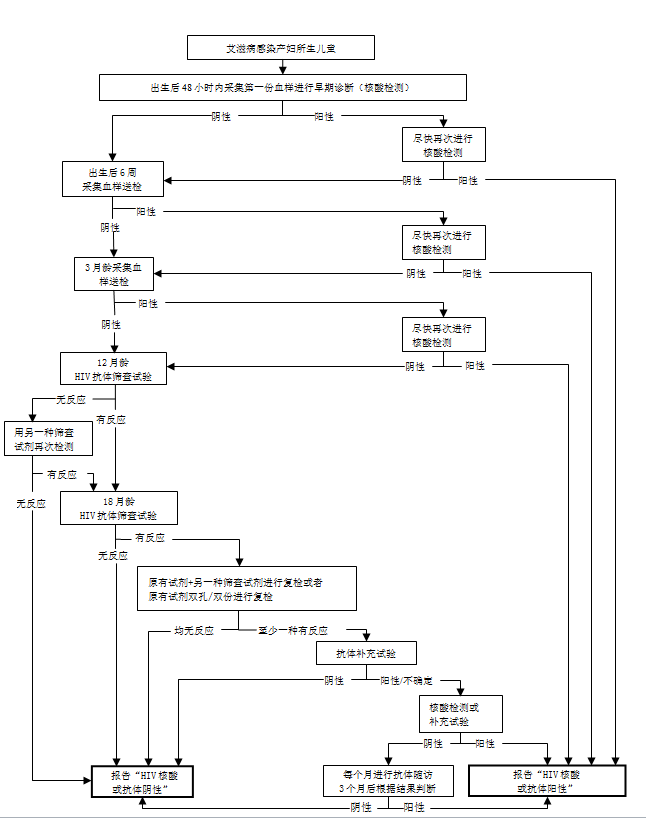 艾滋病感染产妇所生儿童
出生后48小时内采集第一份血样进行早期诊断（核酸检测）
阴性
阳性
尽快再次进行
核酸检测
出生后6周
采集血样送检
阴性
阳性
阳性
阴性
尽快再次进行
核酸检测
3月龄采集血
样送检
阴性
阳性
阳性
阴性
尽快再次进行
核酸检测
12月龄
HIV抗体筛查试验
阴性
阳性
无反应
有反应
用另一种筛查
试剂再次检测
有反应
无反应
18月龄
HIV抗体筛查试验
有反应
无反应
原有试剂+另一种筛查试剂进行复检或者
原有试剂双孔/双份进行复检
均无反应
至少一种有反应
抗体补充试验
阴性
阳性/不确定
核酸检测或
补充试验
阴性
阳性
报告“HIV核酸
或抗体阴性”
每个月进行抗体随访
3个月后根据结果判断
报告“HIV核酸
或抗体阳性”
阴性
阳性